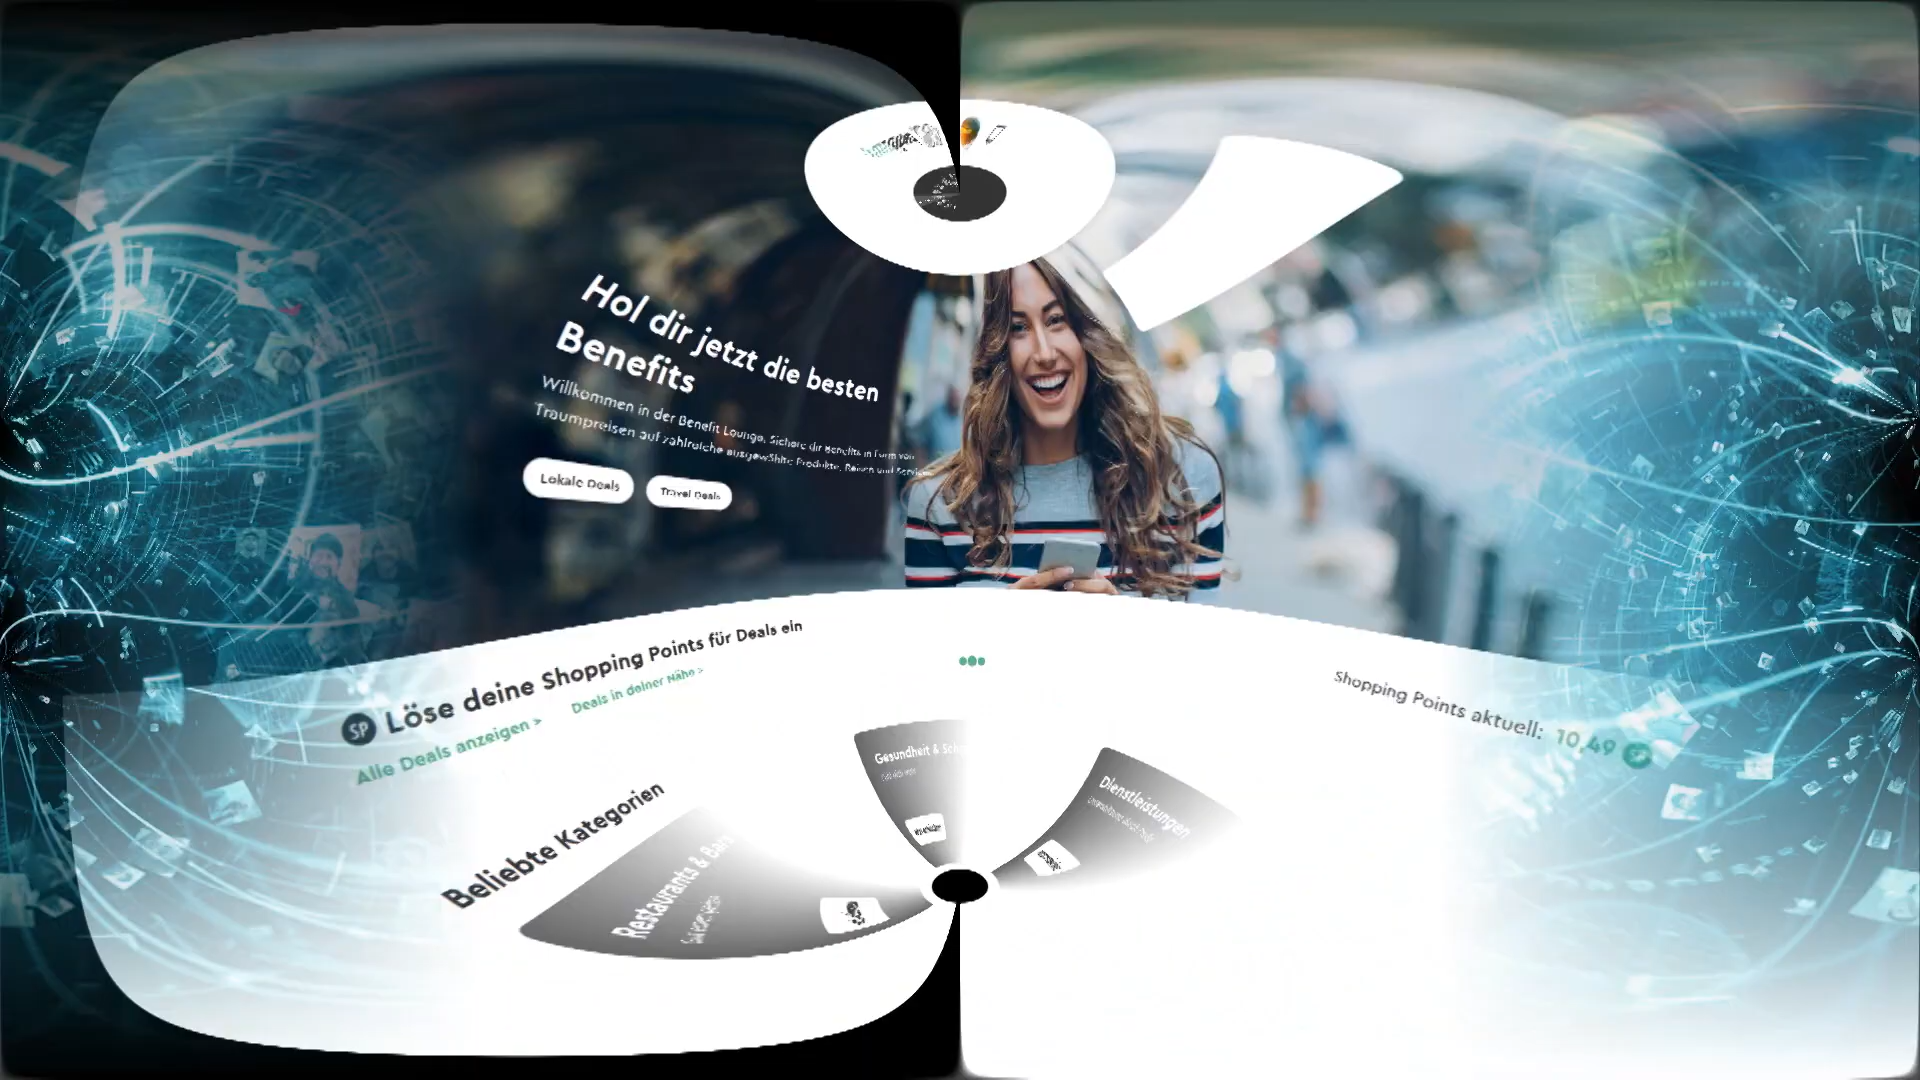 Hol dir jetzt die besten
Benefits
Willkommen in der Benefit Lounge. Sichere dir Benefits in Form von
Traumpreisen auf zahlreiche ausgewählte Produkte, Reisen und Services
Lokale Deals
Travel Deals
SP Löse deine Shopping Points für Deals ein
Alle Deals anzeigen >
Deals in deiner Nähe >
Shopping Points aktuell: 10,49
Beliebte Kategorien
Restaurants & Bars
Gesundheit &
Dienstleistungen